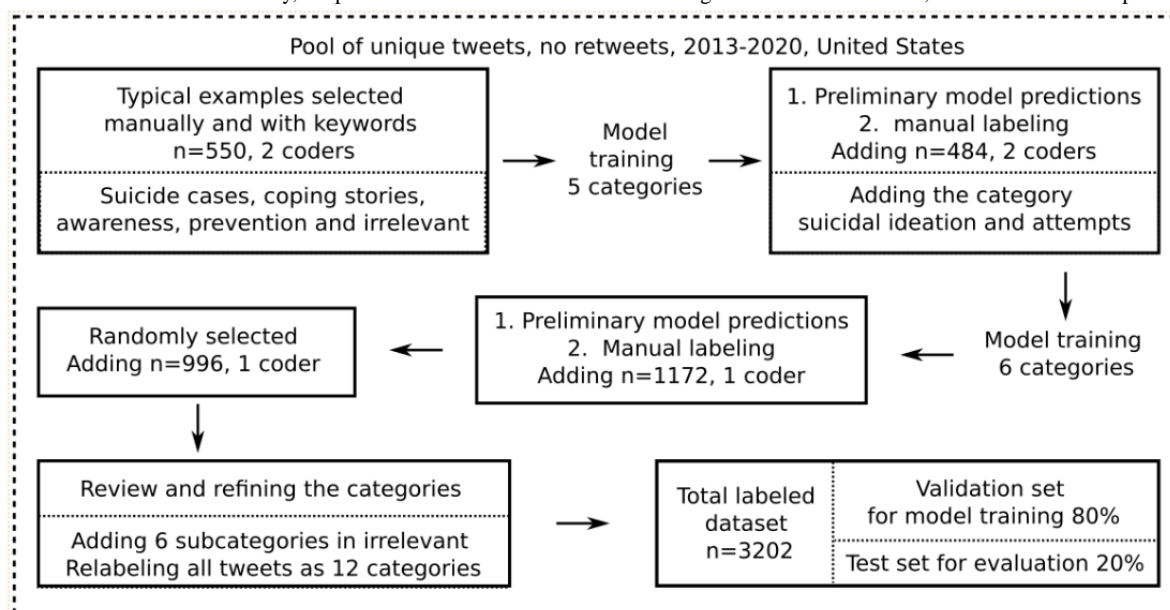 Pool of unique tweets, no retweets, 2013-2020, United States
Typical examples selected
manually and with keywords
n=550, 2 coders
Suicide cases, coping stories,
awareness, prevention and irrelevant
Model
training
5 categories
1. Preliminary model predictions
2. manual labeling
Adding n=484, 2 coders
Adding the category
suicidal ideation and attempts
Model training
6 categories
1. Preliminary model predictions
2. Manual labeling
Adding n=1172, 1 coder
Randomly selected
Adding n=996, 1 coder
Review and refining the categories
Adding 6 subcategories in irrelevant
Relabeling all tweets as 12 categories
Total labeled
dataset
n=3202
Validation set
for model training 80%
Test set for evaluation 20%